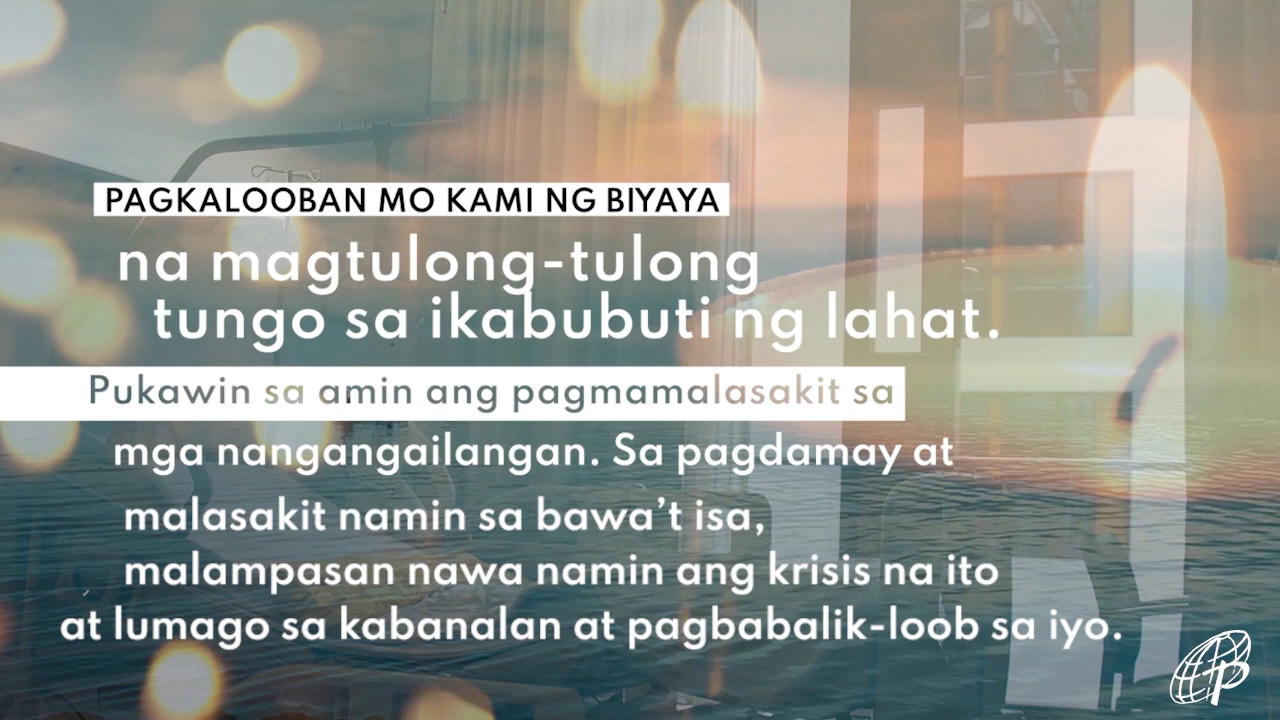 PAGKALOOBAN MO KAMI NG BIYAYA
na magtulong-tulong
tungo sa ikabubuti ng lahat.
Pukawin sa amin ang pagmamalasakit sa
mga nangangailangan. Sa pagdamay at
malasakit namin sa bawa’t isa,
malampasan nawa namin ang krisis na ito
at lumago sa kabanalan at pagbabalik-loob sa iyo.